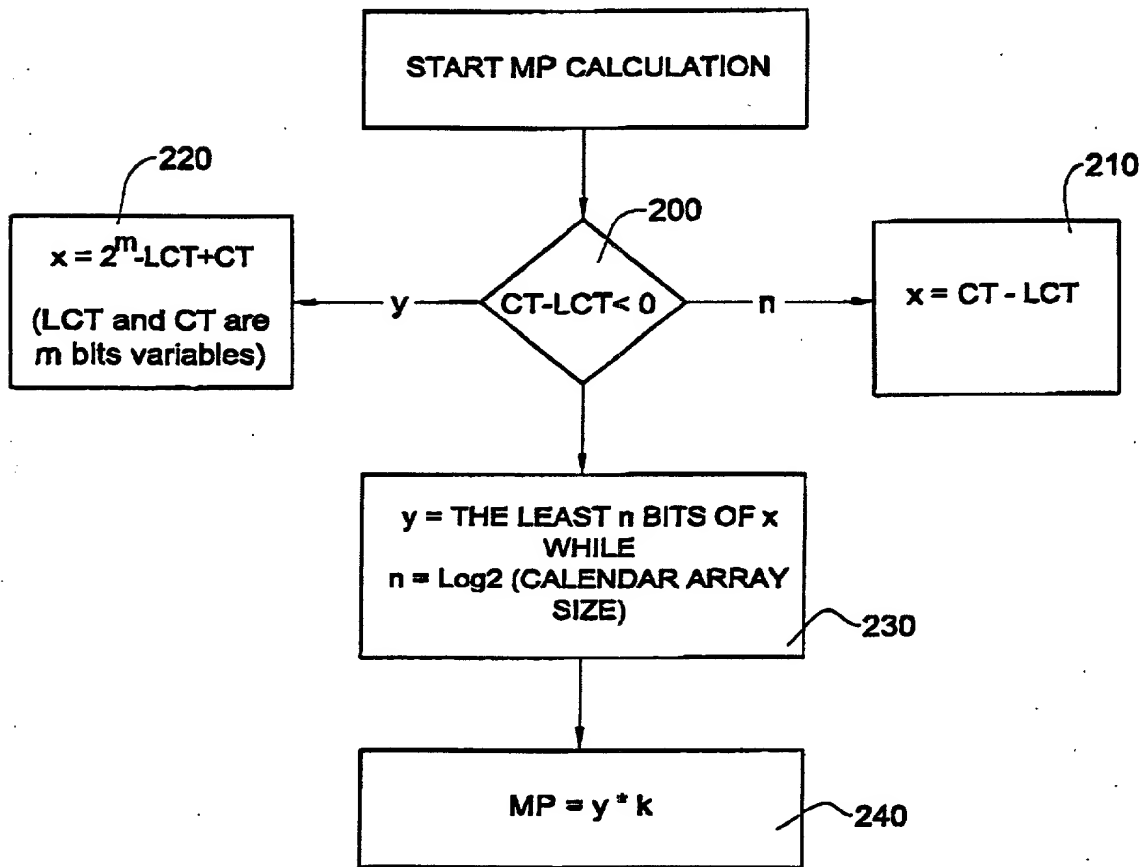 START MP CALCULATION
220
x = 2^m-LCT+CT
(LCT and CT are
m bits variables)
y
200
CT-LCT< 0
n
210
x = CT - LCT
y = THE LEAST n BITS OF x
WHILE
n = Log2 (CALENDAR ARRAY
SIZE)
230
MP = y * k
240